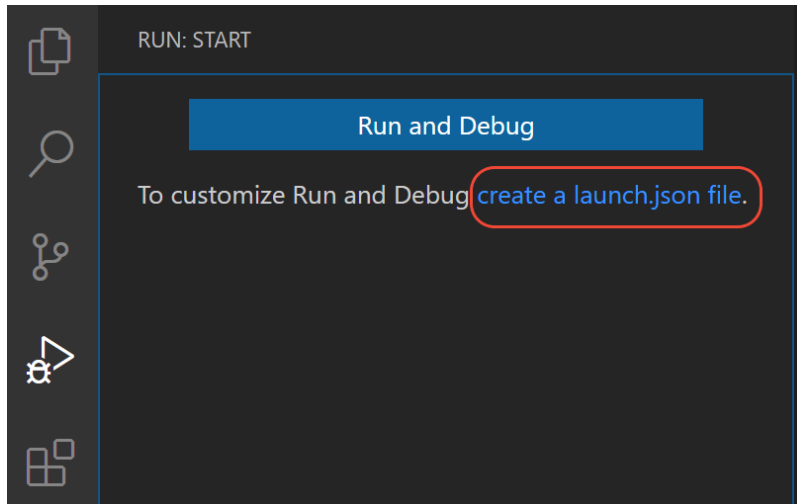 RUN: START
Run and Debug
To customize Run and Debug create a launch.json file.